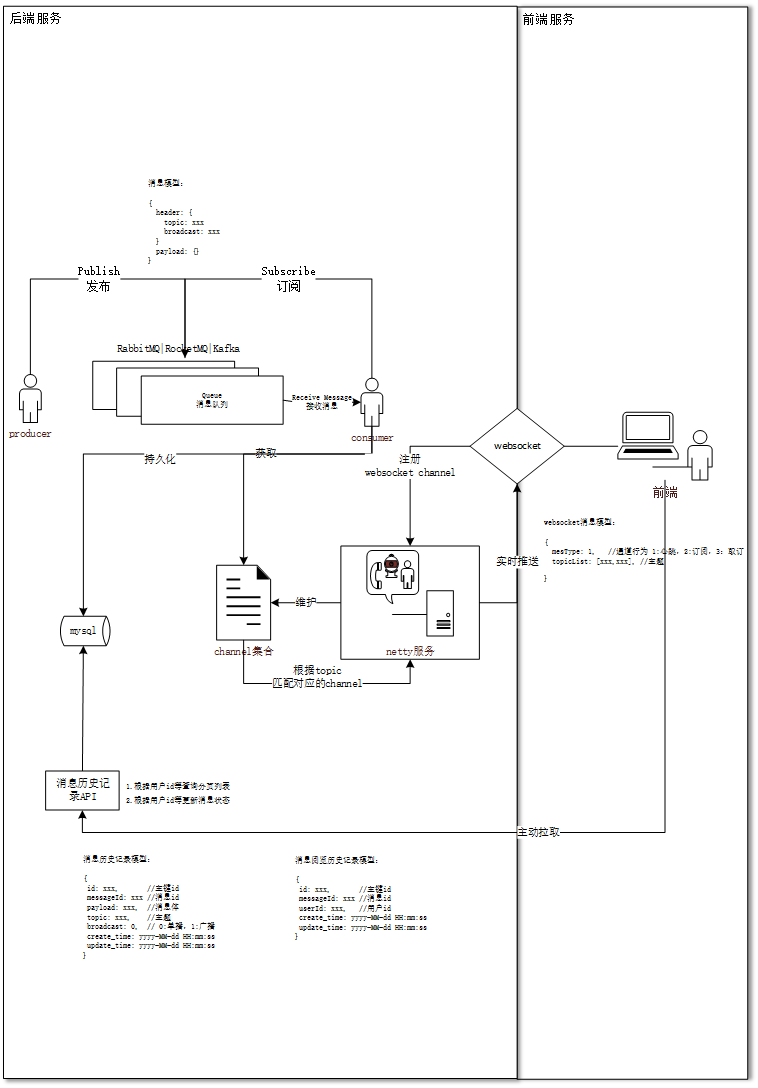 后端服务
前端服务
消息模型：
{
header: {
topic: xxx
broadcast: xxx
}
payload: {}
}
Publish
发布
Subscribe
订阅
RabbitMQ|RocketMQ|Kafka
Queue
消息队列
Receive Message
接收消息
producer
consumer
持久化
获取
注册
websocket channel
websocket
前端
websocket消息模型：
{
mesType: 1,   //通道行为 1:心跳，2:订阅，3: 取订
topicList: [xxx,xxx], //主题
}
实时推送
维护
mysql
channel集合
netty服务
根据topic
匹配对应的channel
消息历史记
录API
1.根据用户id等查询分页列表
2.根据用户id等更新消息状态
主动拉取
消息历史记录模型：
{
id: xxx,       //主键id
messageId: xxx //消息id
payload: xxx,  //消息体
topic: xxx,    //主题
broadcast: 0,  // 0:单播，1:广播
create_time: yyyy-MM-dd HH:mm:ss
update_time: yyyy-MM-dd HH:mm:ss
}
消息阅览历史记录模型：
{
id: xxx,       //主键id
messageId: xxx //消息id
userId: xxx,   //用户id
create_time: yyyy-MM-dd HH:mm:ss
update_time: yyyy-MM-dd HH:mm:ss
}